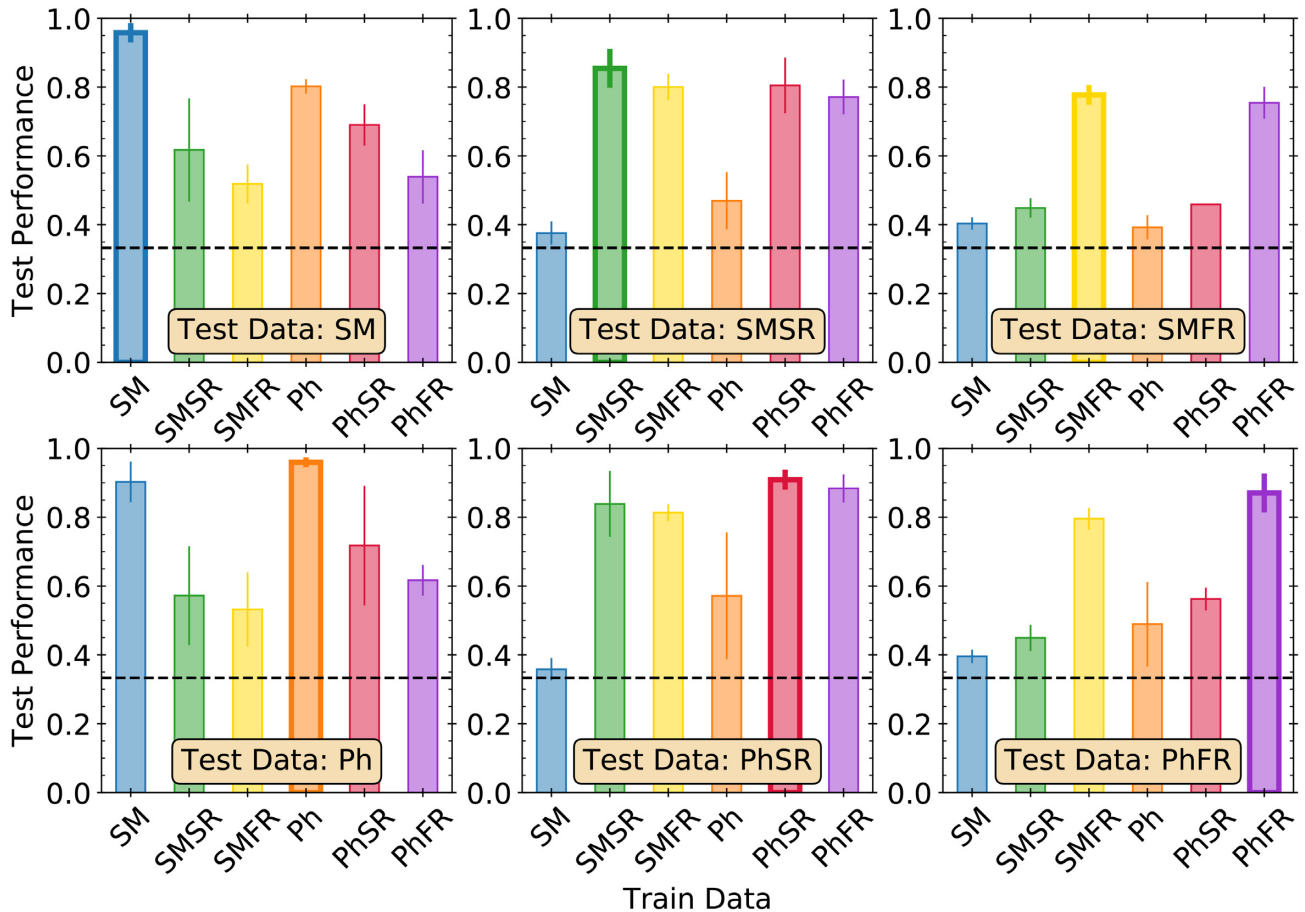 Test Performance
1.0
0.8
0.6
0.4
0.2
0.0
Test Data: SM
SM
SMSR
SMFR
Ph
PhSR
PhFR
1.0
0.8
0.6
0.4
0.2
0.0
Test Data: SMSR
SM
SMSR
SMFR
Ph
PhSR
PhFR
1.0
0.8
0.6
0.4
0.2
0.0
Test Data: SMFR
SM
SMSR
SMFR
Ph
PhSR
PhFR
Test Performance
1.0
0.8
0.6
0.4
0.2
0.0
Test Data: Ph
SM
SMSR
SMFR
Ph
PhSR
PhFR
1.0
0.8
0.6
0.4
0.2
0.0
Test Data: PhSR
SM
SMSR
SMFR
Ph
PhSR
PhFR
1.0
0.8
0.6
0.4
0.2
0.0
Test Data: PhFR
SM
SMSR
SMFR
Ph
PhSR
PhFR
Train Data